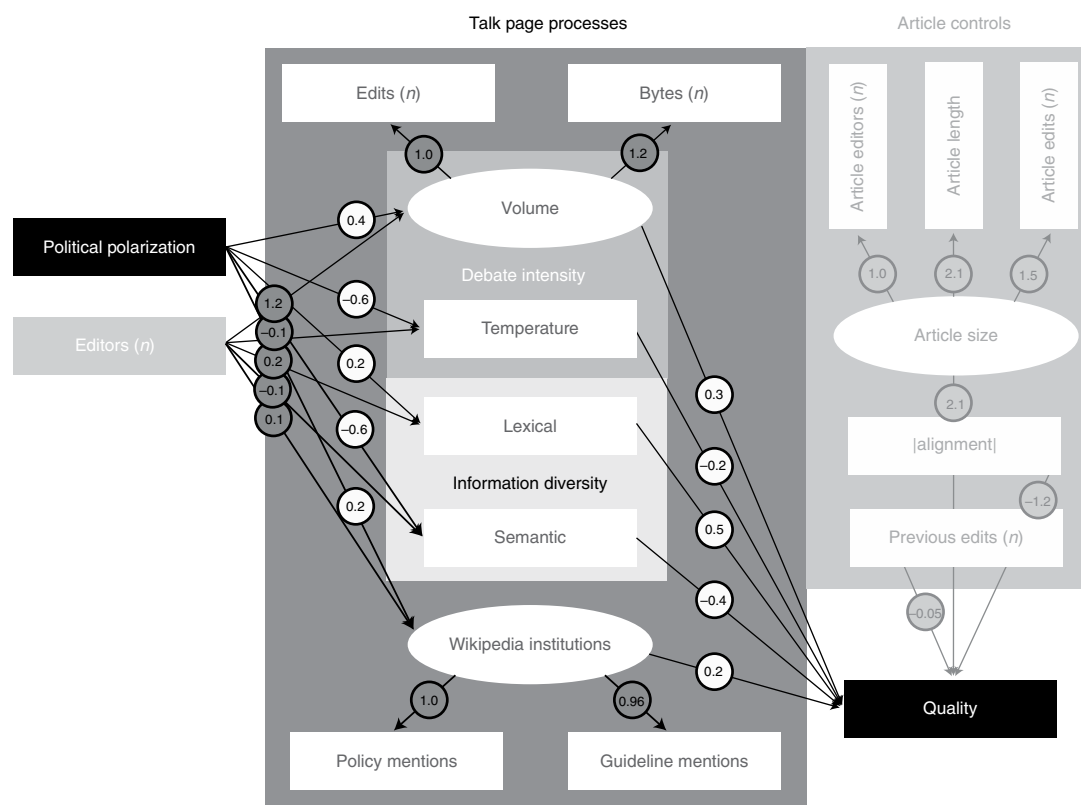 Talk page processes
Article controls
Edits (n)
Bytes (n)
Article editors (n)
Article length
Article edits (n)
1.0
1.2
Volume
0.4
Political polarization
Debate intensity
1.0
2.1
1.5
1.2
–0.6
–0.1
Temperature
Editors (n)
Article size
0.2
0.2
–0.1
0.3
2.1
0.1
Lexical
–0.6
|alignment|
–0.2
Information diversity
0.2
–1.2
0.5
Semantic
Previous edits (n)
–0.4
–0.05
Wikipedia institutions
0.2
1.0
0.96
Quality
Policy mentions
Guideline mentions